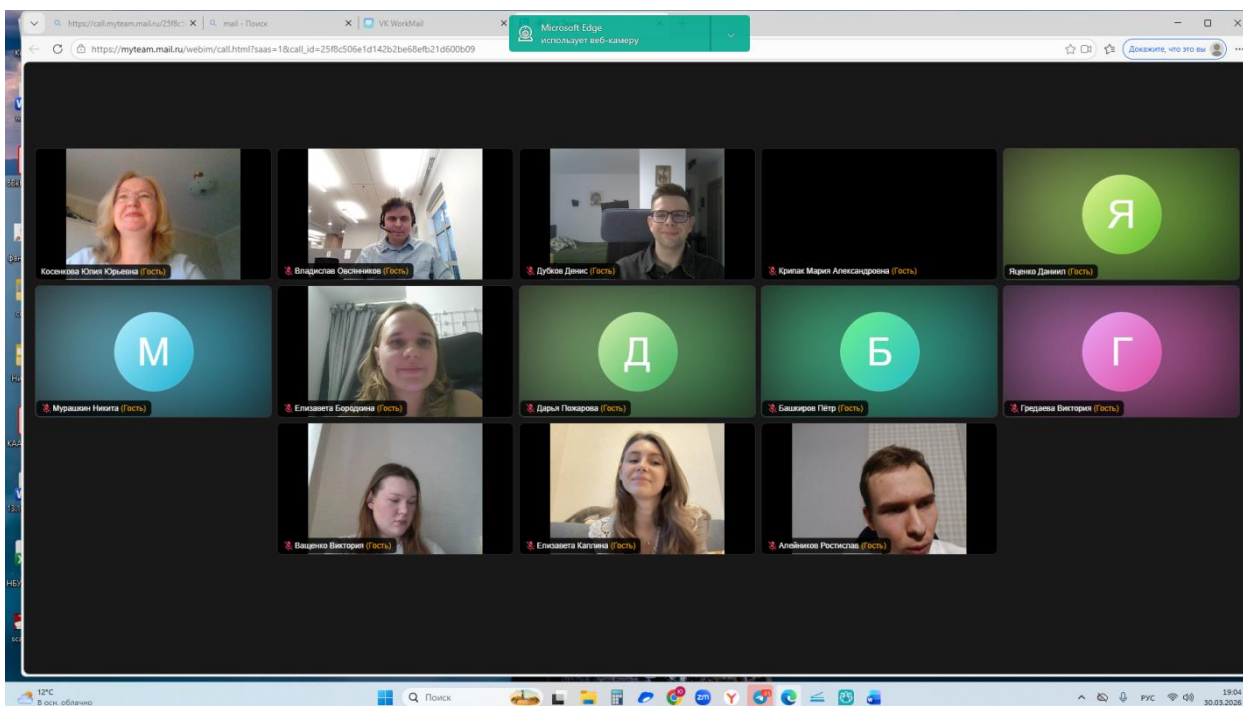 https://call.myteam.mail.ru/25f8c5
mail - Поиск
VK WorkMail
Microsoft Edge
использует веб-камеру
https://myteam.mail.ru/webim/call.html?saas=1&call_id=25f8c506e1d142b2be68efb21d600b09
Докажите, что это вы
Косенкова Юлия Юрьевна (Гость)
Владислав Овсянников (Гость)
Дубков Денис (Гость)
Крипак Мария Александровна (Гость)
Я
Яценко Даниил (Гость)
М
Мурашкин Никита (Гость)
Елизавета Бородкина (Гость)
Д
Дарья Пожарова (Гость)
Б
Башкиров Пётр (Гость)
Г
Гредаева Виктория (Гость)
Ващенко Виктория (Гость)
Елизавета Каплина (Гость)
Алейников Ростислав (Гость)
12°C
В осн. облачно
Поиск
zm
РУС
19:04
30.03.2026